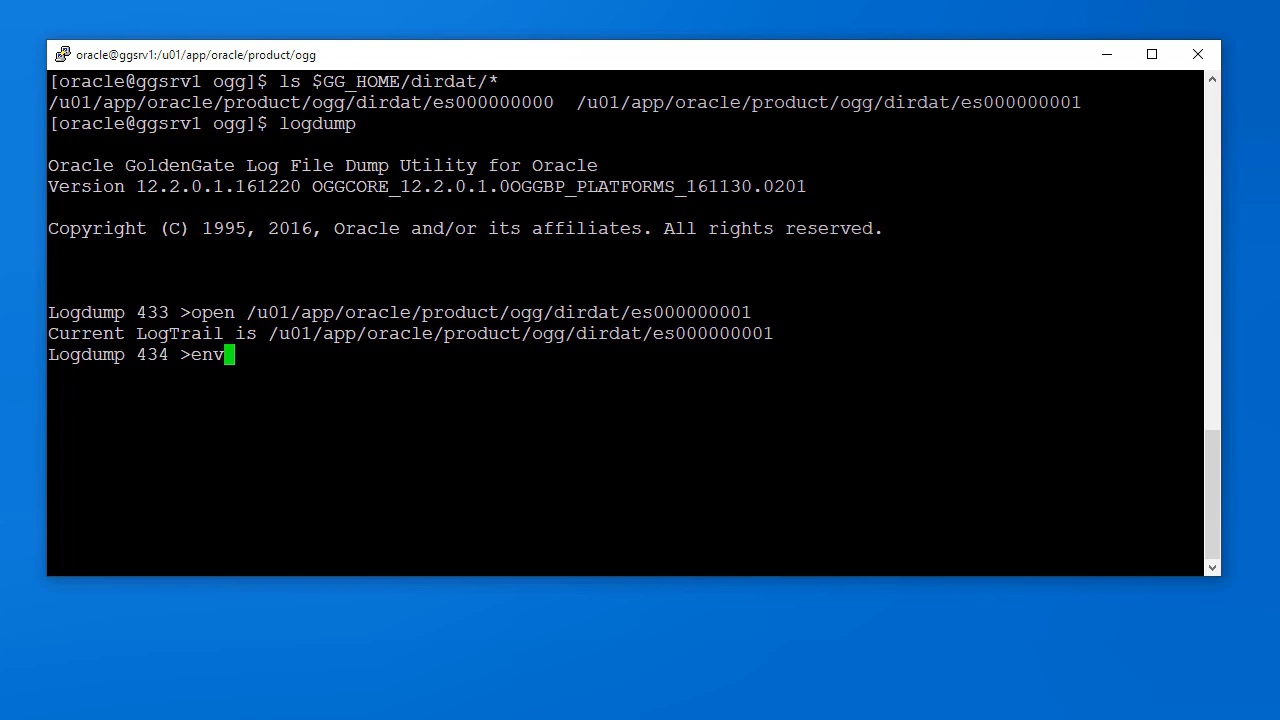 oracle@ggsrv1:/u01/app/oracle/product/ogg
[oracle@ggsrv1 ogg]$ ls $GG_HOME/dirdat/*
/u01/app/oracle/product/ogg/dirdat/es000000000  /u01/app/oracle/product/ogg/dirdat/es000000001
[oracle@ggsrv1 ogg]$ logdump
Oracle GoldenGate Log File Dump Utility for Oracle
Version 12.2.0.1.161220 OGGCORE_12.2.0.1.0OGGBP_PLATFORMS_161130.0201
Copyright (C) 1995, 2016, Oracle and/or its affiliates. All rights reserved.
Logdump 433 >open /u01/app/oracle/product/ogg/dirdat/es000000001
Current LogTrail is /u01/app/oracle/product/ogg/dirdat/es000000001
Logdump 434 >env